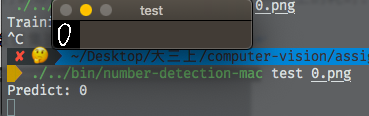 ./../ 0.png
test
Traini
^C
0
✘ 🤔 ~/Desktop/大三上/computer-vision/assig
./../bin/number-detection-mac test 0.png
Predict: 0